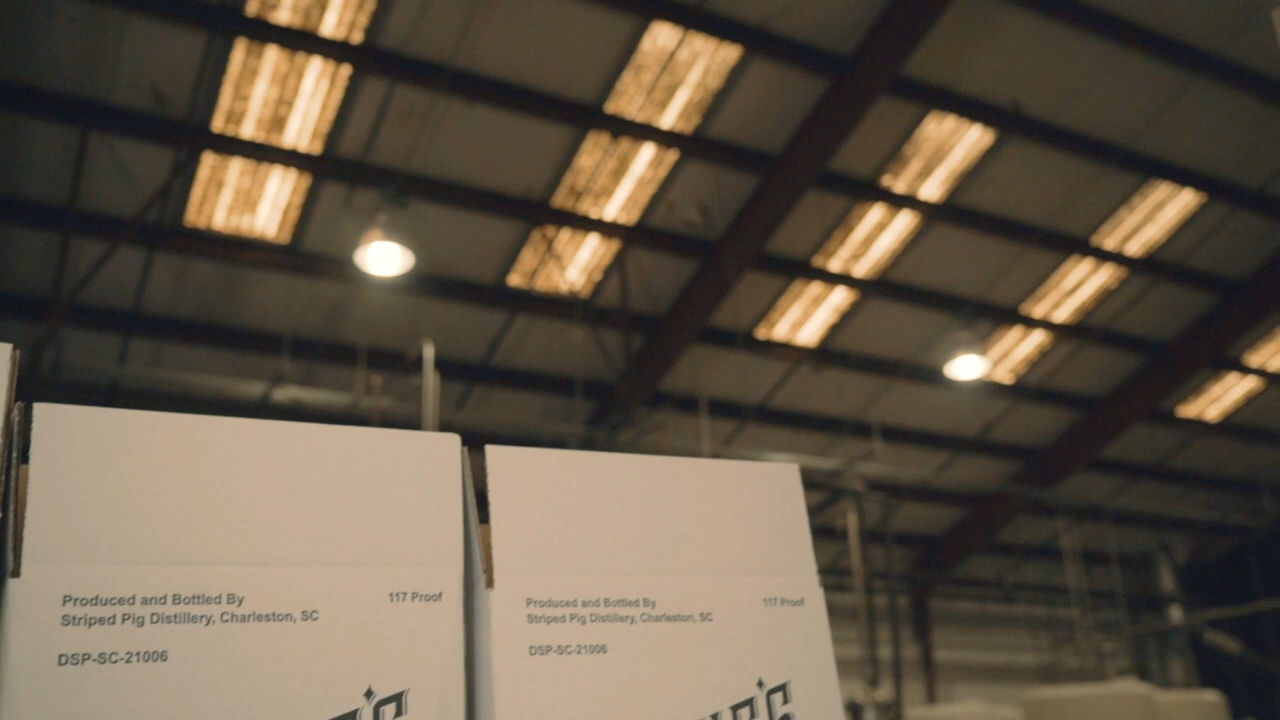 Produced and Bottled By
117 Proof
Striped Pig Distillery, Charleston, SC
DSP-SC-21006
Produced and Bottled By
117 Proof
Striped Pig Distillery, Charleston, SC
DSP-SC-21006